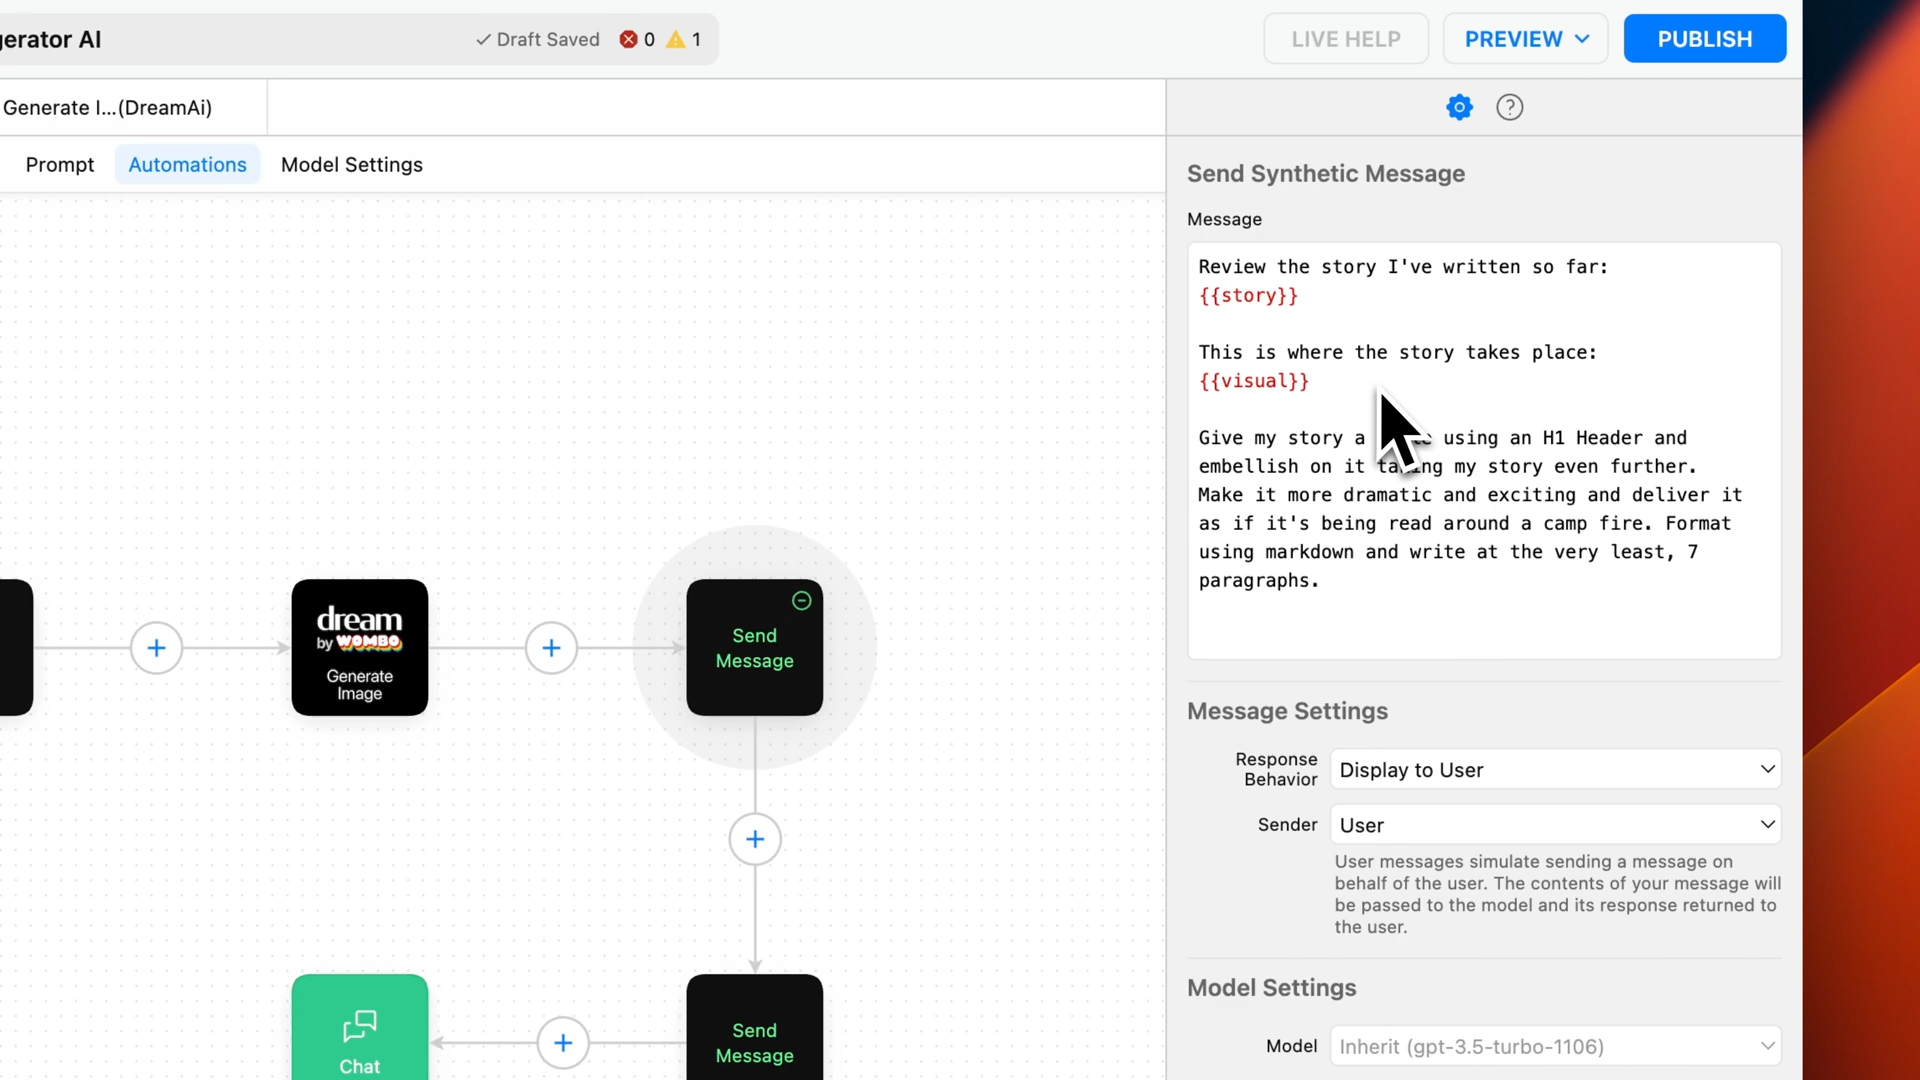 gerator AI
Draft Saved 0 1
LIVE HELP
PREVIEW
PUBLISH
Generate I...(DreamAi)
Prompt Automations Model Settings
Send Synthetic Message
Message
Review the story I've written so far:
{{story}}
This is where the story takes place:
{{visual}}
Give my story a using an H1 Header and
embellish on it taking my story even further.
Make it more dramatic and exciting and deliver it
as if it's being read around a camp fire. Format
using markdown and write at the very least, 7
paragraphs.
dream
by WOMBO
Generate
Image
Send
Message
Message Settings
Response
Behavior
Display to User
Sender User
User messages simulate sending a message on
behalf of the user. The contents of your message will
be passed to the model and its response returned to
the user.
Model Settings
Model Inherit (gpt-3.5-turbo-1106)
Chat
Send
Message